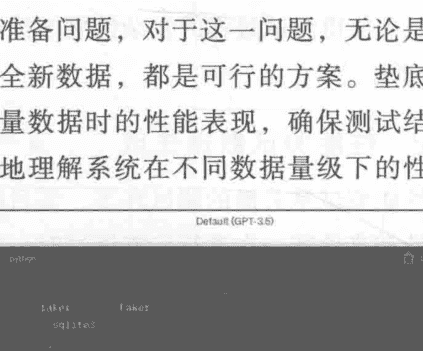 准备问题，对于这一问题，无论是
全新数据，都是可行的方案。垫底
量数据时的性能表现，确保测试结
地理解系统在不同数据量级下的性
Default (GPT-3.5)
python
faker Faker
sqlite3